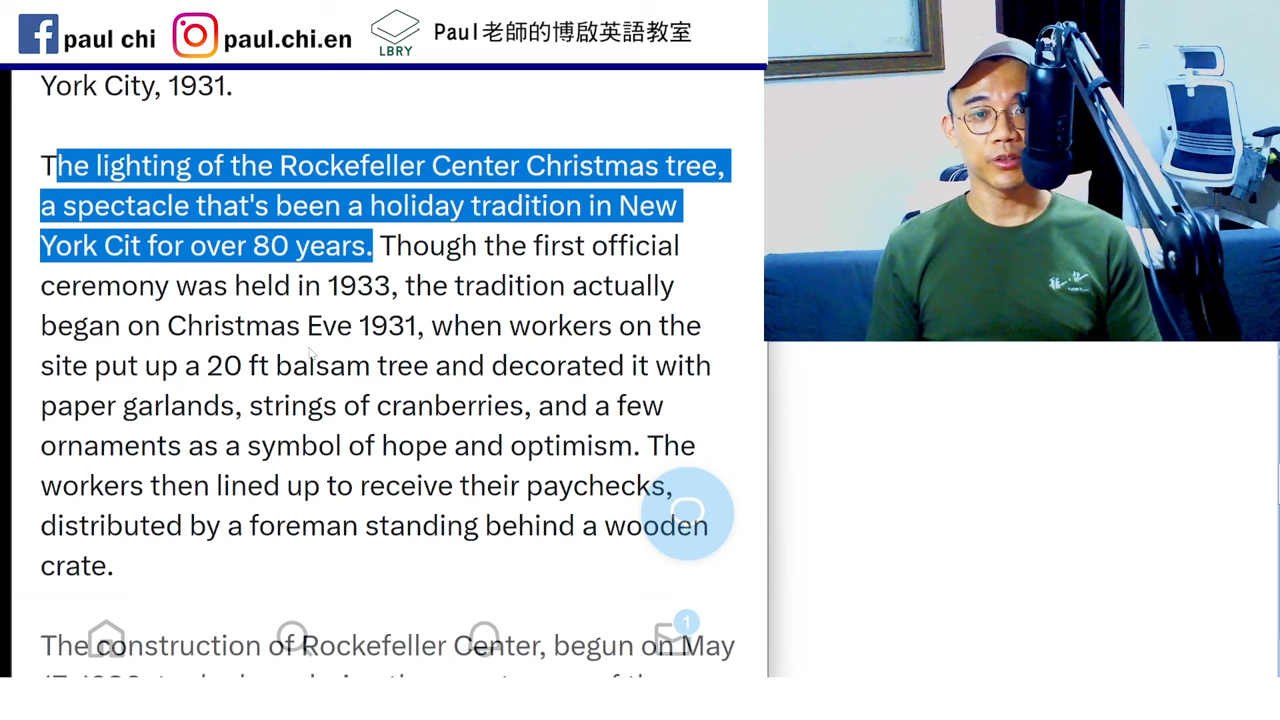 paul chi
paul.chi.en
LBRY
Paul老師的博啟英語教室
York City, 1931.
The lighting of the Rockefeller Center Christmas tree,
a spectacle that's been a holiday tradition in New
York Cit for over 80 years. Though the first official
ceremony was held in 1933, the tradition actually
began on Christmas Eve 1931, when workers on the
site put up a 20 ft balsam tree and decorated it with
paper garlands, strings of cranberries, and a few
ornaments as a symbol of hope and optimism. The
workers then lined up to receive their paychecks,
distributed by a foreman standing behind a wooden
crate.
1
The construction of Rockefeller Center, begun on May